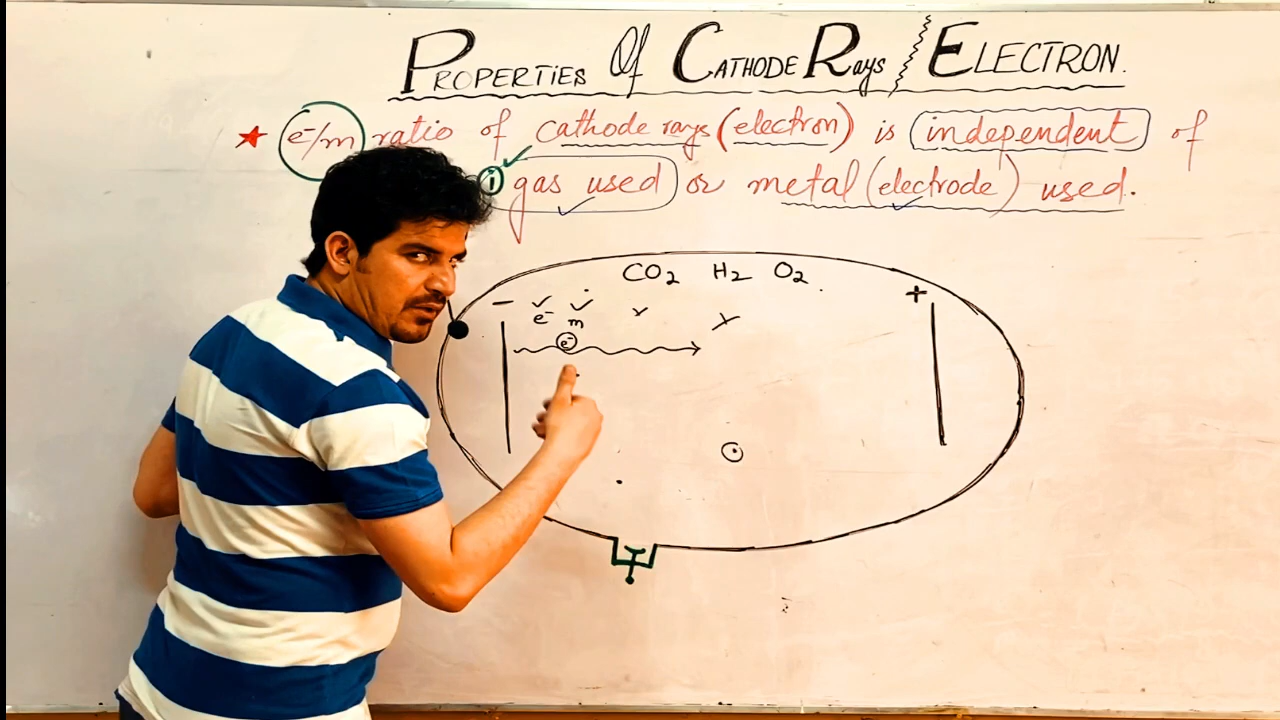 PROPERTIES Of CATHODE RAYS / ELECTRON.
★ e⁻/m ratio of cathode rays (electron) is independent of
① gas used or metal (electrode) used.
CO₂ H₂ O₂
- ✓ ✓ x x +
e⁻ m
e⁻